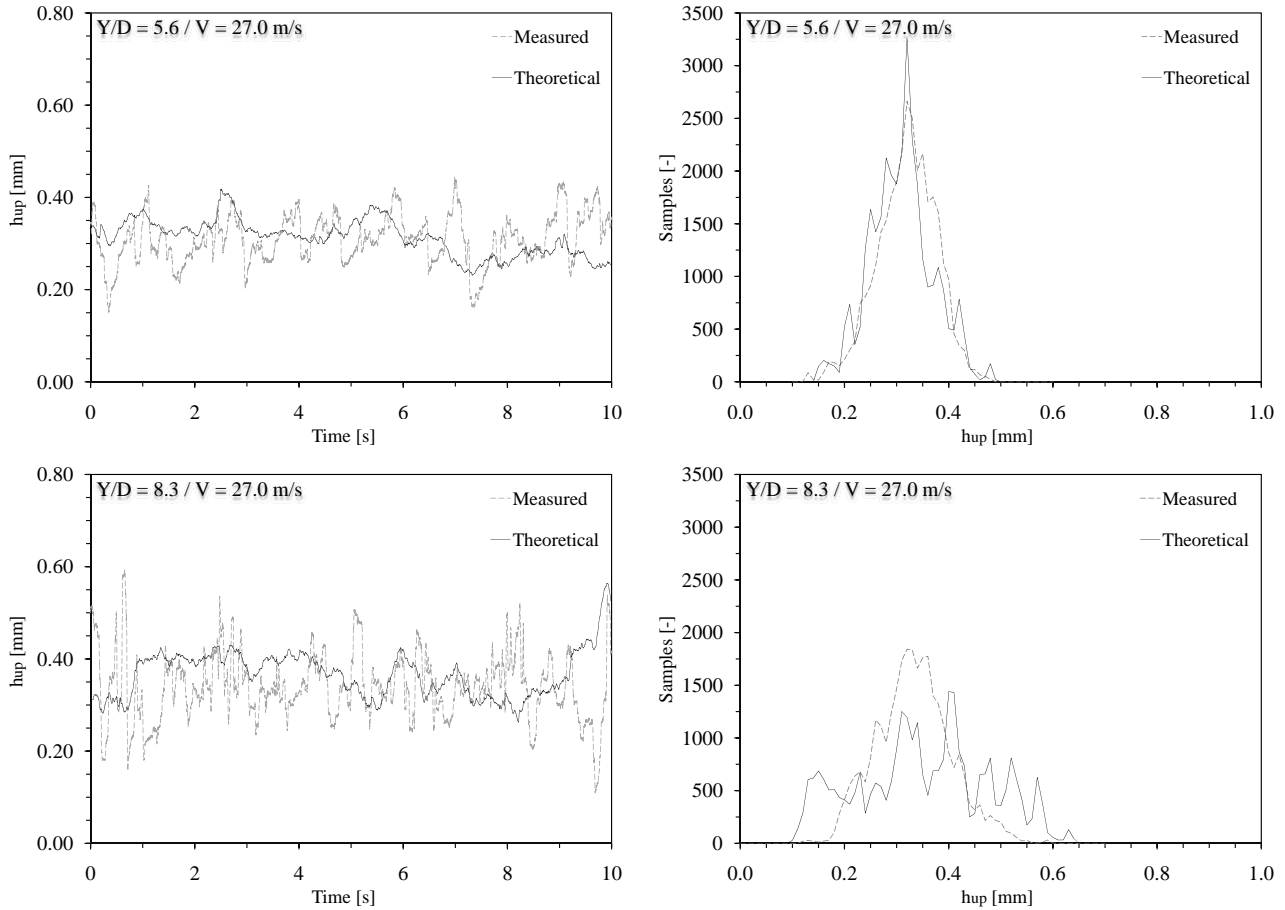 Y/D = 5.6 / V = 27.0 m/s
Measured
Theoretical
hup [mm]
0.80
0.60
0.40
0.20
0.00
0
2
4
6
8
10
Time [s]
Y/D = 5.6 / V = 27.0 m/s
Measured
Theoretical
Samples [-]
3500
3000
2500
2000
1500
1000
500
0
0.0
0.2
0.4
0.6
0.8
1.0
hup [mm]
Y/D = 8.3 / V = 27.0 m/s
Measured
Theoretical
hup [mm]
0.80
0.60
0.40
0.20
0.00
0
2
4
6
8
10
Time [s]
Y/D = 8.3 / V = 27.0 m/s
Measured
Theoretical
Samples [-]
3500
3000
2500
2000
1500
1000
500
0
0.0
0.2
0.4
0.6
0.8
1.0
hup [mm]